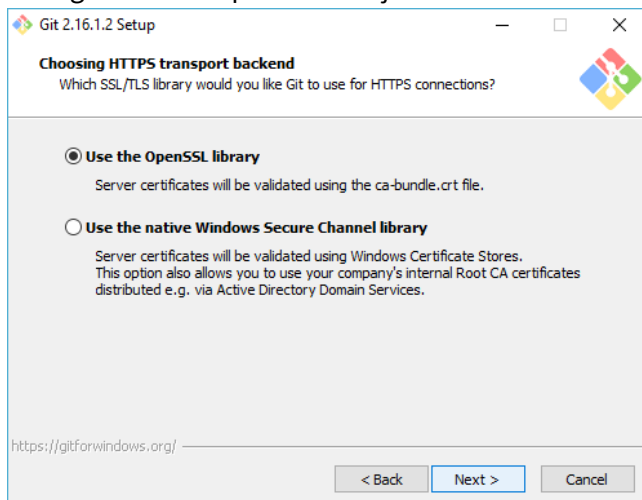 Git 2.16.1.2 Setup
Choosing HTTPS transport backend
Which SSL/TLS library would you like Git to use for HTTPS connections?
Use the OpenSSL library
Server certificates will be validated using the ca-bundle.crt file.
Use the native Windows Secure Channel library
Server certificates will be validated using Windows Certificate Stores.
This option also allows you to use your company's internal Root CA certificates
distributed e.g. via Active Directory Domain Services.
https://gitforwindows.org/
< Back Next > Cancel